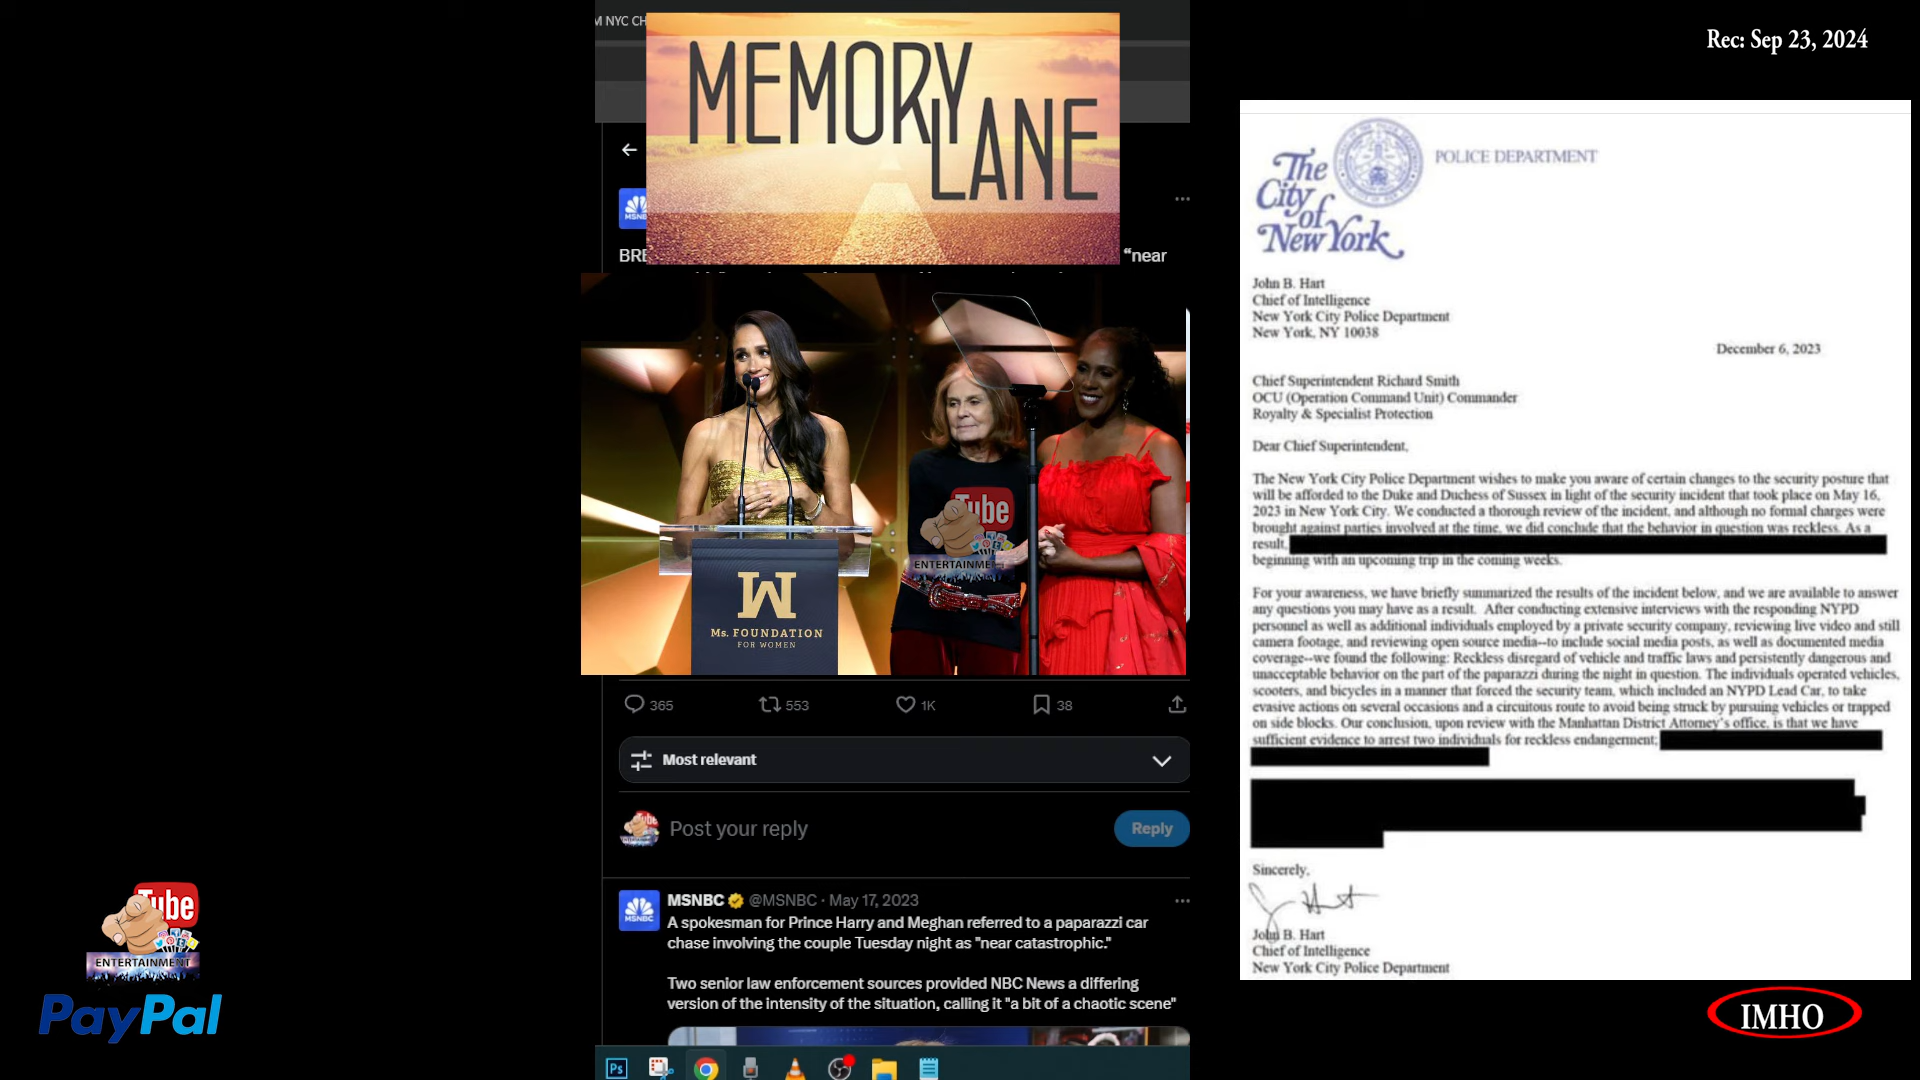 M NYC CH
MEMORY
LANE
Rec: Sep 23, 2024
MSNB
BRE
"near
W
Ms. FOUNDATION
FOR WOMEN
Tube
ENTERTAINME
365
553
1K
38
Most relevant
Post your reply
Reply
MSNBC @MSNBC · May 17, 2023
A spokesman for Prince Harry and Meghan referred to a paparazzi car
chase involving the couple Tuesday night as "near catastrophic."
Two senior law enforcement sources provided NBC News a differing
version of the intensity of the situation, calling it "a bit of a chaotic scene"
MSNBC
Ps
Tube
ENTERTAINMENT
PayPal
The
City
of
New York
POLICE DEPARTMENT
John B. Hart
Chief of Intelligence
New York City Police Department
New York, NY 10038
December 6, 2023
Chief Superintendent Richard Smith
OCU (Operation Command Unit) Commander
Royalty & Specialist Protection
Dear Chief Superintendent,
The New York City Police Department wishes to make you aware of certain changes to the security posture that
will be afforded to the Duke and Duchess of Sussex in light of the security incident that took place on May 16,
2023 in New York City. We conducted a thorough review of the incident, and although no formal charges were
brought against parties involved at the time, we did conclude that the behavior in question was reckless. As a
result,
beginning with an upcoming trip in the coming weeks.
For your awareness, we have briefly summarized the results of the incident below, and we are available to answer
any questions you may have as a result. After conducting extensive interviews with the responding NYPD
personnel as well as additional individuals employed by a private security company, reviewing live video and still
camera footage, and reviewing open source media--to include social media posts, as well as documented media
coverage--we found the following: Reckless disregard of vehicle and traffic laws and persistently dangerous and
unacceptable behavior on the part of the paparazzi during the night in question. The individuals operated vehicles,
scooters, and bicycles in a manner that forced the security team, which included an NYPD Lead Car, to take
evasive actions on several occasions and a circuitous route to avoid being struck by pursuing vehicles or trapped
on side blocks. Our conclusion, upon review with the Manhattan District Attorney's office, is that we have
sufficient evidence to arrest two individuals for reckless endangerment;
Sincerely,
John B. Hart
Chief of Intelligence
New York City Police Department
IMHO